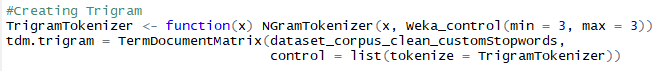 #Creating Trigram
TrigramTokenizer <- function(x) NGramTokenizer(x, Weka_control(min = 3, max = 3))
tdm.trigram = TermDocumentMatrix(dataset_corpus_clean_customStopwords,
control = list(tokenize = TrigramTokenizer))